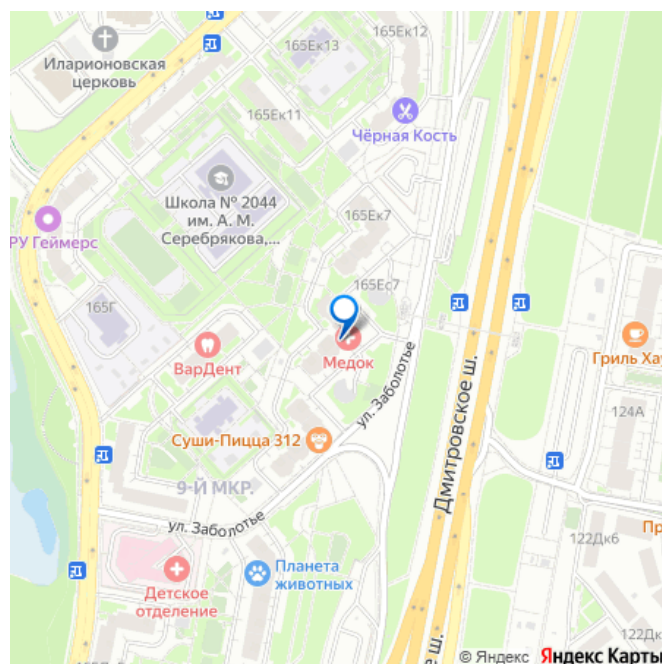 165Ек12
Иларионовская
церковь
165Ек13
165Ек11
Чёрная Кость
Школа № 2044
им. А. М.
Серебрякова,...
РУ Геймерс
165Ек7
165Ес7
165Г
ВарДент
Медок
Гриль Хау
ул. Заболотье
Дмитровское ш.
124А
Суши-Пицца 312
9-Й МКР.
ул. Заболотье
Пр
122Дк6
Планета
животных
Детское
отделение
122Дк
е ш.
© Яндекс Яндекс Карты